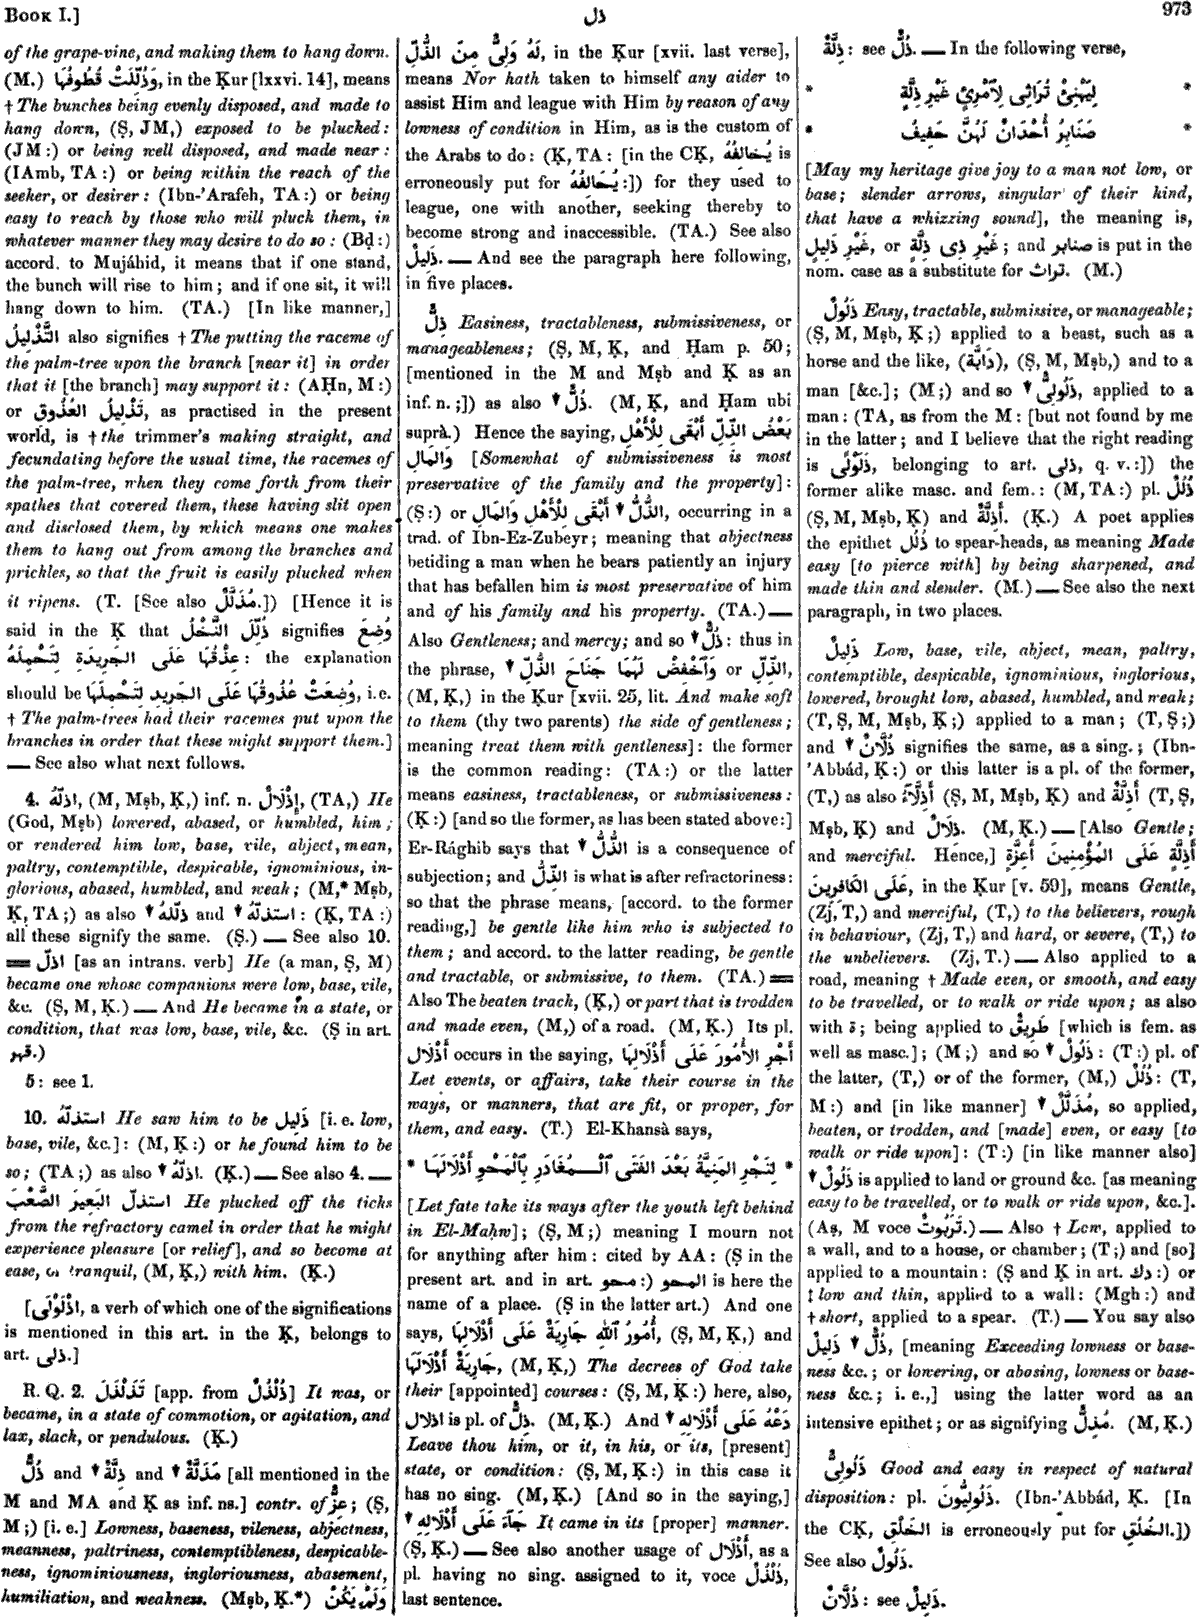 BOOK I.]
ذل
973
of the grape-vine, and making them to hang down.
(M.) وَذُلِّلَتْ قُطُوفُهَا, in the Ḳur [lxxvi. 14], means
† The bunches being evenly disposed, and made to
hang down, (Ṣ, JM,) exposed to be plucked:
(JM:) or being well disposed, and made near:
(IAmb, TA:) or being within the reach of the
seeker, or desirer: (Ibn-'Arafeh, TA:) or being
easy to reach by those who will pluck them, in
whatever manner they may desire to do so: (Bḍ:)
accord. to Mujáhid, it means that if one stand,
the bunch will rise to him; and if one sit, it will
hang down to him. (TA.) [In like manner,]
التَّذْلِيلُ also signifies † The putting the raceme of
the palm-tree upon the branch [near it] in order
that it [the branch] may support it: (AḤn, M:)
or تَذْلِيلُ العُذُوقِ, as practised in the present
world, is † the trimmer's making straight, and
fecundating before the usual time, the racemes of
the palm-tree, when they come forth from their
spathes that covered them, these having slit open
and disclosed them, by which means one makes
them to hang out from among the branches and
prickles, so that the fruit is easily plucked when
it ripens. (T. [See also مُذَلَّلٌ.]) [Hence it is
said in the Ḳ that ذُلِّلَ النَّخْلُ signifies وُضِعَ
عِذْقُهَا عَلَى الجَرِيدَةِ لِتَحْمِلَهُ: the explanation
should be وُضِعَتْ عُذُوقُهَا عَلَى الجَرِيدِ لِتَحْمِلَهَا, i.e.
† The palm-trees had their racemes put upon the
branches in order that these might support them.]
— See also what next follows.
4. اذلّهُ, (M, Mṣb, Ḳ,) inf. n. إِذْلَالٌ, (TA,) He
(God, Mṣb) lowered, abased, or humbled, him;
or rendered him low, base, vile, abject, mean,
paltry, contemptible, despicable, ignominious, in-
glorious, abased, humbled, and weak; (M,* Mṣb,
Ḳ, TA;) as also ▼ ذلّلهُ and ▼ استذلّهُ: (Ḳ, TA:)
all these signify the same. (Ṣ.) — See also 10.
= اذلّ [as an intrans. verb] He (a man, Ṣ, M)
became one whose companions were low, base, vile,
&c. (Ṣ, M, Ḳ.) — And He became in a state, or
condition, that was low, base, vile, &c. (Ṣ in art.
قهر.)
5: see 1.
10. استذلّهُ He saw him to be ذَلِيل [i. e. low,
base, vile, &c.]: (M, Ḳ:) or he found him to be
so; (TA;) as also ▼ اذلّهُ. (Ḳ.) — See also 4. —
استذلّ البَعِيرَ الصَّعْبَ He plucked off the ticks
from the refractory camel in order that he might
experience pleasure [or relief], and so become at
ease, or tranquil, (M, Ḳ,) with him. (Ḳ.)
[اِذْلَوْلَى, a verb of which one of the significations
is mentioned in this art. in the Ḳ, belongs to
art. ذلى.]
R. Q. 2. تَذَلْذَلَ [app. from ذُلْذُلٌ] It was, or
became, in a state of commotion, or agitation, and
lax, slack, or pendulous. (Ḳ.)
ذُلٌّ and ▼ ذِلَّةٌ and ▼ مَذَلَّةٌ [all mentioned in the
M and MA and Ḳ as inf. ns.] contr. of عِزٌّ; (Ṣ,
M;) [i. e.] Lowness, baseness, vileness, abjectness,
meanness, paltriness, contemptibleness, despicable-
ness, ignominiousness, ingloriousness, abasement,
humiliation, and weakness. (Mṣb, Ḳ.*) وَلَمْ يَكُنْ
لَهُ وَلِىٌّ مِنَ الذُّلِّ, in the Ḳur [xvii. last verse],
means Nor hath taken to himself any aider to
assist Him and league with Him by reason of any
lowness of condition in Him, as is the custom of
the Arabs to do: (Ḳ, TA: [in the CḲ, يُخَالِفُهُ is
erroneously put for يُحَالِفُهُ:]) for they used to
league, one with another, seeking thereby to
become strong and inaccessible. (TA.) See also
ذَلِيلٌ. — And see the paragraph here following,
in five places.
ذِلٌّ Easiness, tractableness, submissiveness, or
manageableness; (Ṣ, M, Ḳ, and Ḥam p. 50;
[mentioned in the M and Mṣb and Ḳ as an
inf. n.;]) as also ▼ ذُلٌّ. (M, Ḳ, and Ḥam ubi
suprà.) Hence the saying, بَعْضُ الذِّلِّ أَبْقَى لِلْأَهْلِ
وَالمَالِ [Somewhat of submissiveness is most
preservative of the family and the property]:
(Ṣ:) or الذُّلُّ ▼ أَبْقَى لِلْأَهْلِ وَالمَالِ, occurring in a
trad. of Ibn-Ez-Zubeyr; meaning that abjectness
betiding a man when he bears patiently an injury
that has befallen him is most preservative of him
and of his family and his property. (TA.) —
Also Gentleness; and mercy; and so ▼ ذُلٌّ: thus in
the phrase, وَاخْفِضْ لَهُمَا جَنَاحَ الذُّلِّ ▼ or الذِّلِّ,
(M, Ḳ,) in the Ḳur [xvii. 25, lit. And make soft
to them (thy two parents) the side of gentleness;
meaning treat them with gentleness]: the former
is the common reading: (TA:) or the latter
means easiness, tractableness, or submissiveness:
(Ḳ:) [and so the former, as has been stated above:]
Er-Rághib says that ▼ الذُّلُّ is a consequence of
subjection; and الذِّلُّ is what is after refractoriness:
so that the phrase means, [accord. to the former
reading,] be gentle like him who is subjected to
them; and accord. to the latter reading, be gentle
and tractable, or submissive, to them. (TA.) =
Also The beaten track, (Ḳ,) or part that is trodden
and made even, (M,) of a road. (M, Ḳ.) Its pl.
أَذْلَال occurs in the saying, أَجْرِ الأُمُورَ عَلَى أَذْلَالِهَا
Let events, or affairs, take their course in the
ways, or manners, that are fit, or proper, for
them, and easy. (T.) El-Khansà says,
* لِتَجْرِ المَنِيَّةُ بَعْدَ الفَتَى الْمُغَادَرِ بِالْمَحْوِ أَذْلَالَهَا *
[Let fate take its ways after the youth left behind
in El-Maḥw]; (Ṣ, M;) meaning I mourn not
for anything after him: cited by AA: (Ṣ in the
present art. and in art. محو:) المحو is here the
name of a place. (Ṣ in the latter art.) And one
says, أُمُورُ اللّٰهِ جَارِيَةٌ عَلَى أَذْلَالِهَا, (Ṣ, M, Ḳ,) and
جَارِيَةٌ أَذْلَالَهَا, (M, Ḳ,) The decrees of God take
their [appointed] courses: (Ṣ, M, Ḳ:) here, also,
اذلال is pl. of ذِلٌّ. (M, Ḳ.) And دَعْهُ عَلَى أَذْلَالِهِ ▼
Leave thou him, or it, in his, or its, [present]
state, or condition: (Ṣ, M, Ḳ:) in this case it
has no sing. (M, Ḳ.) [And so in the saying,]
جَآءَ عَلَى أَذْلَالِهِ ▼ It came in its [proper] manner.
(Ṣ, Ḳ.) — See also another usage of أَذْلَال, as a
pl. having no sing. assigned to it, voce ذُلْذُلٌ,
last sentence.
ذِلَّةٌ: see ذُلٌّ. — In the following verse,
* لِيَهْنِئْ تُرَاثِى لِامْرِئٍ غَيْرِ ذِلَّةٍ *
* صَنَابِرُ أُحْدَانٌ لَهُنَّ حَفِيفُ *
[May my heritage give joy to a man not low, or
base; slender arrows, singular of their kind,
that have a whizzing sound], the meaning is,
غَيْرِ ذَلِيلٍ, or غَيْرِ ذِى ذِلَّةٍ; and صنابر is put in the
nom. case as a substitute for تراث. (M.)
ذَلُولٌ Easy, tractable, submissive, or manageable;
(Ṣ, M, Mṣb, Ḳ;) applied to a beast, such as a
horse and the like, (دَابَّة), (Ṣ, M, Mṣb,) and to a
man [&c.]; (M;) and so ▼ ذَلُولِىٌّ, applied to a
man: (TA, as from the M: [but not found by me
in the latter; and I believe that the right reading
is ذَلَوْلًى, belonging to art. ذلى, q. v.:]) the
former alike masc. and fem.: (M, TA:) pl. ذُلُلٌ
(Ṣ, M, Mṣb, Ḳ) and أَذِلَّةٌ. (Ḳ.) A poet applies
the epithet ذُلُل to spear-heads, as meaning Made
easy [to pierce with] by being sharpened, and
made thin and slender. (M.) — See also the next
paragraph, in two places.
ذَلِيلٌ Low, base, vile, abject, mean, paltry,
contemptible, despicable, ignominious, inglorious,
lowered, brought low, abased, humbled, and weak;
(T, Ṣ, M, Mṣb, Ḳ;) applied to a man; (T, Ṣ;)
and ▼ ذُلَّانٌ signifies the same, as a sing.; (Ibn-
'Abbád, Ḳ;) or this latter is a pl. of the former,
(T,) as also أَذِلَّآءُ (Ṣ, M, Mṣb, Ḳ) and أَذِلَّةٌ (T, Ṣ,
Mṣb, Ḳ) and ذِلَالٌ. (M, Ḳ.) — [Also Gentle;
and merciful. Hence,] أَذِلَّةٍ عَلَى المُؤْمِنِينَ أَعِزَّةٍ
عَلَى الكَافِرِينَ, in the Ḳur [v. 59], means Gentle,
(Zj, T,) and merciful, (T,) to the believers, rough
in behaviour, (Zj, T,) and hard, or severe, (T,) to
the unbelievers. (Zj, T.) — Also applied to a
road, meaning † Made even, or smooth, and easy
to be travelled, or to walk or ride upon; as also
with ة; being applied to طَرِيقٌ [which is fem. as
well as masc.]; (M;) and so ▼ ذَلُولٌ: (T:) pl. of
the latter, (T,) or of the former, (M,) ذُلُلٌ: (T,
M:) and [in like manner] ▼ مُذَلَّلٌ, so applied,
beaten, or trodden, and [made] even, or easy [to
walk or ride upon]: (T:) [in like manner also]
▼ ذَلُولٌ is applied to land or ground &c. [as meaning
easy to be travelled, or to walk or ride upon, &c.].
(Aṣ, M voce تَرَبُوتٌ.) — Also † Low, applied to
a wall, and to a house, or chamber; (T;) and [so]
applied to a mountain: (Ṣ and Ḳ in art. دك:) or
‡ low and thin, applied to a wall: (Mgh:) and
† short, applied to a spear. (T.) — You say also
ذُلٌّ ▼ ذَلِيلٌ, [meaning Exceeding lowness or base-
ness &c.; or lowering, or abasing, lowness or base-
ness &c.; i. e.,] using the latter word as an
intensive epithet; or as signifying مُذِلٌّ. (M, Ḳ.)
ذَلُولِىٌّ Good and easy in respect of natural
disposition: pl. ذَلُولِيُّونَ. (Ibn-'Abbád, Ḳ. [In
the CḲ, الخَلْقِ is erroneously put for الخُلُقِ.])
See also ذَلُولٌ.
ذُلَّانٌ: see ذَلِيلٌ.